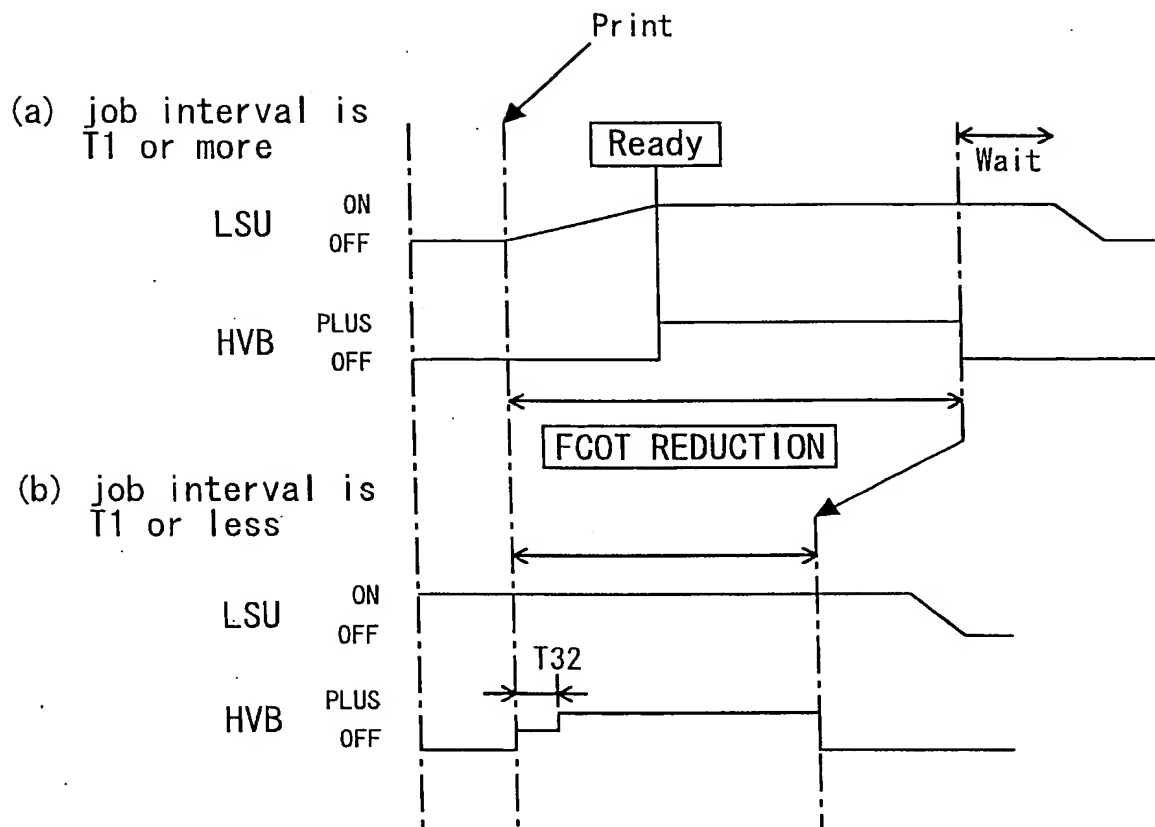 Print
(a) job interval is
T1 or more
Ready
Wait
LSU ON
OFF
HVB PLUS
OFF
FCOT REDUCTION
(b) job interval is
T1 or less
LSU ON
OFF
T32
HVB PLUS
OFF